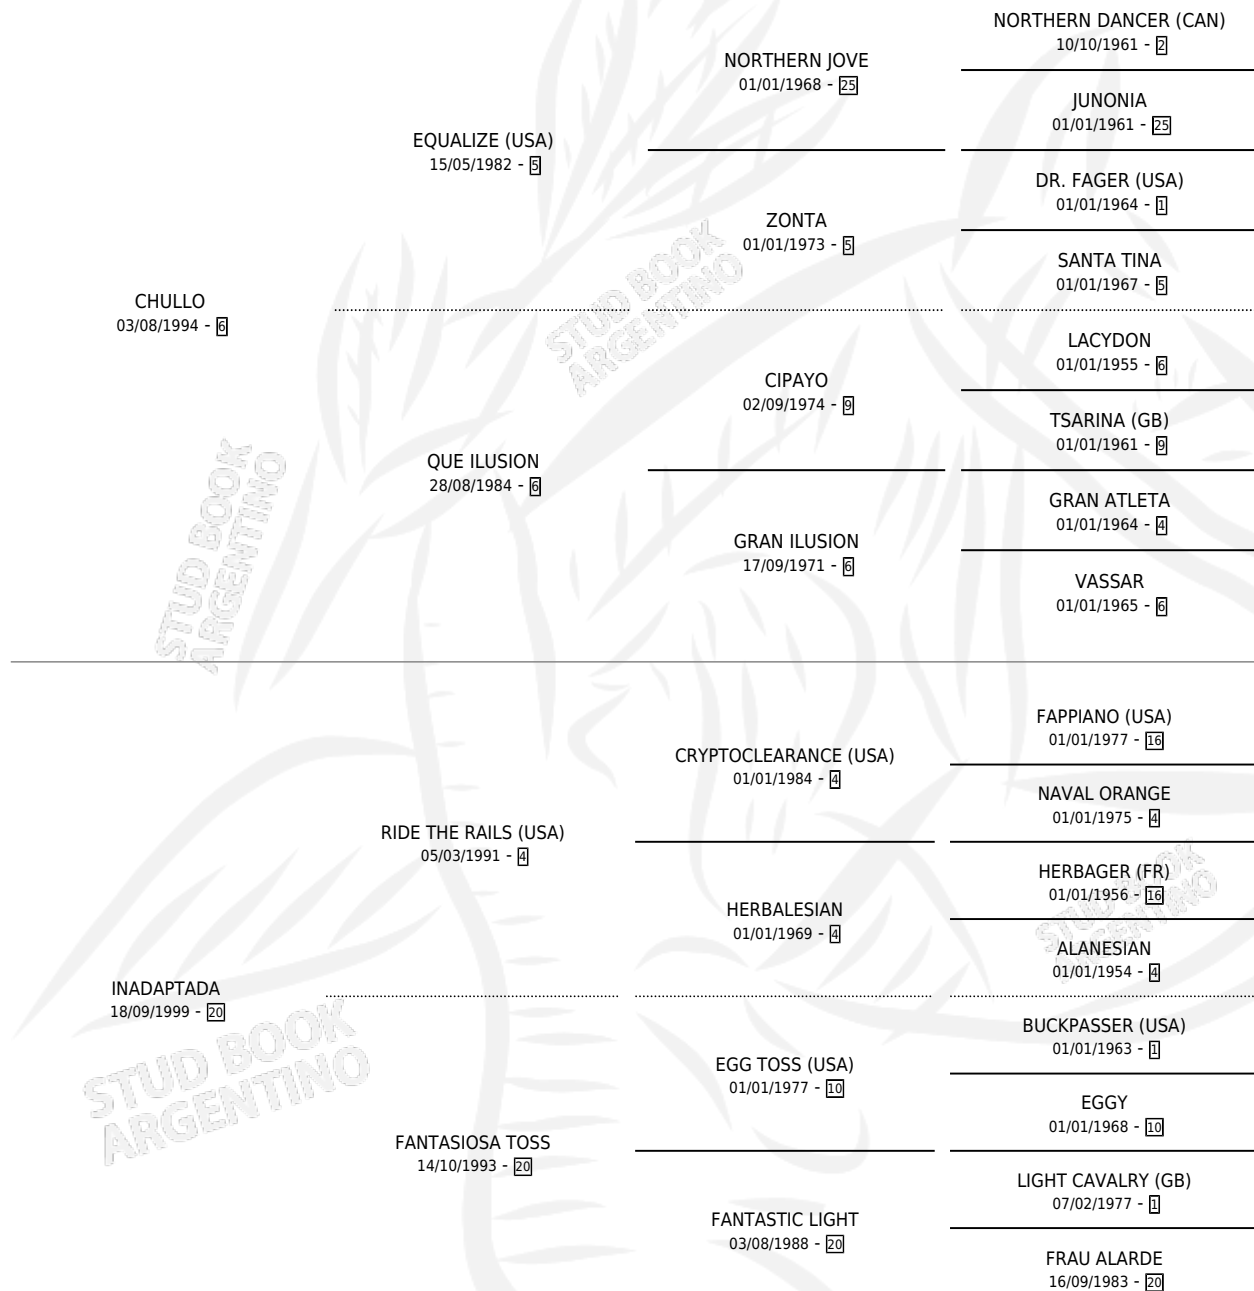 NORTHERN DANCER (CAN)
10/10/1961 - 2
NORTHERN JOVE
01/01/1968 - 25
JUNONIA
01/01/1961 - 25
EQUALIZE (USA)
15/05/1982 - 5
DR. FAGER (USA)
01/01/1964 - 1
ZONTA
01/01/1973 - 5
SANTA TINA
01/01/1967 - 5
STUD BOOK
ARGENTINO
CHULLO
03/08/1994 - 6
LACYDON
01/01/1955 - 6
CIPAYO
02/09/1974 - 9
TSARINA (GB)
01/01/1961 - 9
QUE ILUSION
28/08/1984 - 6
STUD BOOK
ARGENTINO
GRAN ATLETA
01/01/1964 - 4
GRAN ILUSION
17/09/1971 - 6
VASSAR
01/01/1965 - 6
FAPPIANO (USA)
01/01/1977 - 16
CRYPTOCLEARANCE (USA)
01/01/1984 - 4
NAVAL ORANGE
01/01/1975 - 4
RIDE THE RAILS (USA)
05/03/1991 - 4
HERBAGER (FR)
01/01/1956 - 16
STUD BOOK
ARGENTINO
HERBALESIAN
01/01/1969 - 4
ALANESIAN
01/01/1954 - 4
INADAPTADA
18/09/1999 - 20
STUD BOOK
ARGENTINO
BUCKPASSER (USA)
01/01/1963 - 1
EGG TOSS (USA)
01/01/1977 - 10
EGGY
01/01/1968 - 10
FANTASIOSA TOSS
14/10/1993 - 20
LIGHT CAVALRY (GB)
07/02/1977 - 1
FANTASTIC LIGHT
03/08/1988 - 20
FRAU ALARDE
16/09/1983 - 20